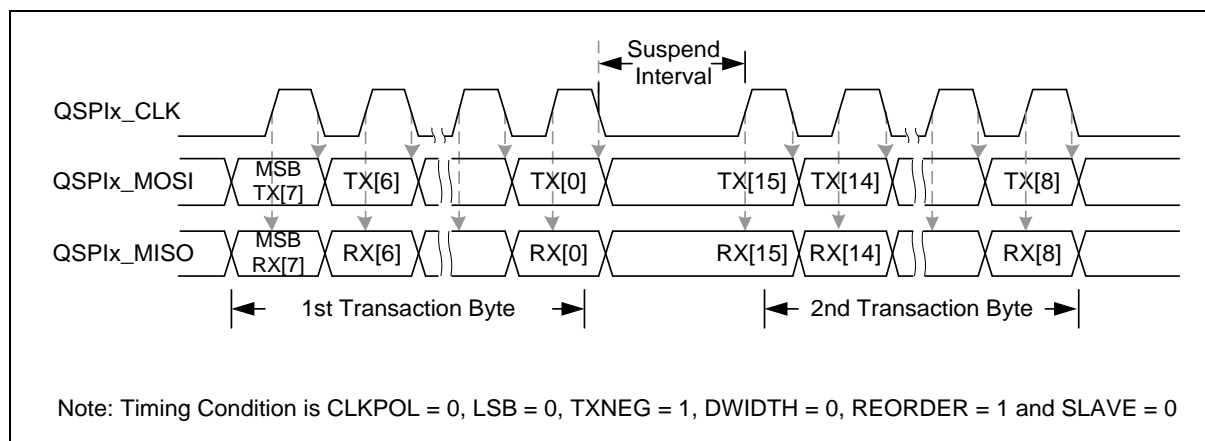 Suspend
Interval
QSPIx_CLK
QSPIx_MOSI
MSB
TX[7]
TX[6]
TX[0]
TX[15]
TX[14]
TX[8]
QSPIx_MISO
MSB
RX[7]
RX[6]
RX[0]
RX[15]
RX[14]
RX[8]
1st Transaction Byte
2nd Transaction Byte
Note: Timing Condition is CLKPOL = 0, LSB = 0, TXNEG = 1, DWIDTH = 0, REORDER = 1 and SLAVE = 0